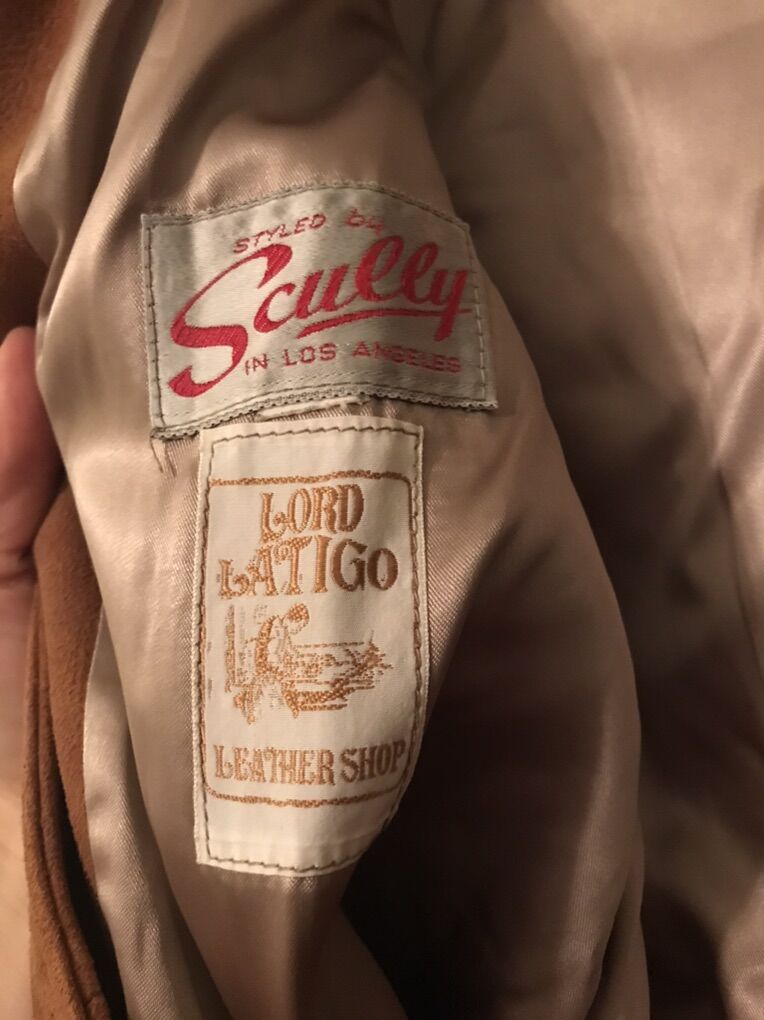 STYLED by
Scully
IN LOS ANGELES
LORD
LATIGO
LEATHER SHOP